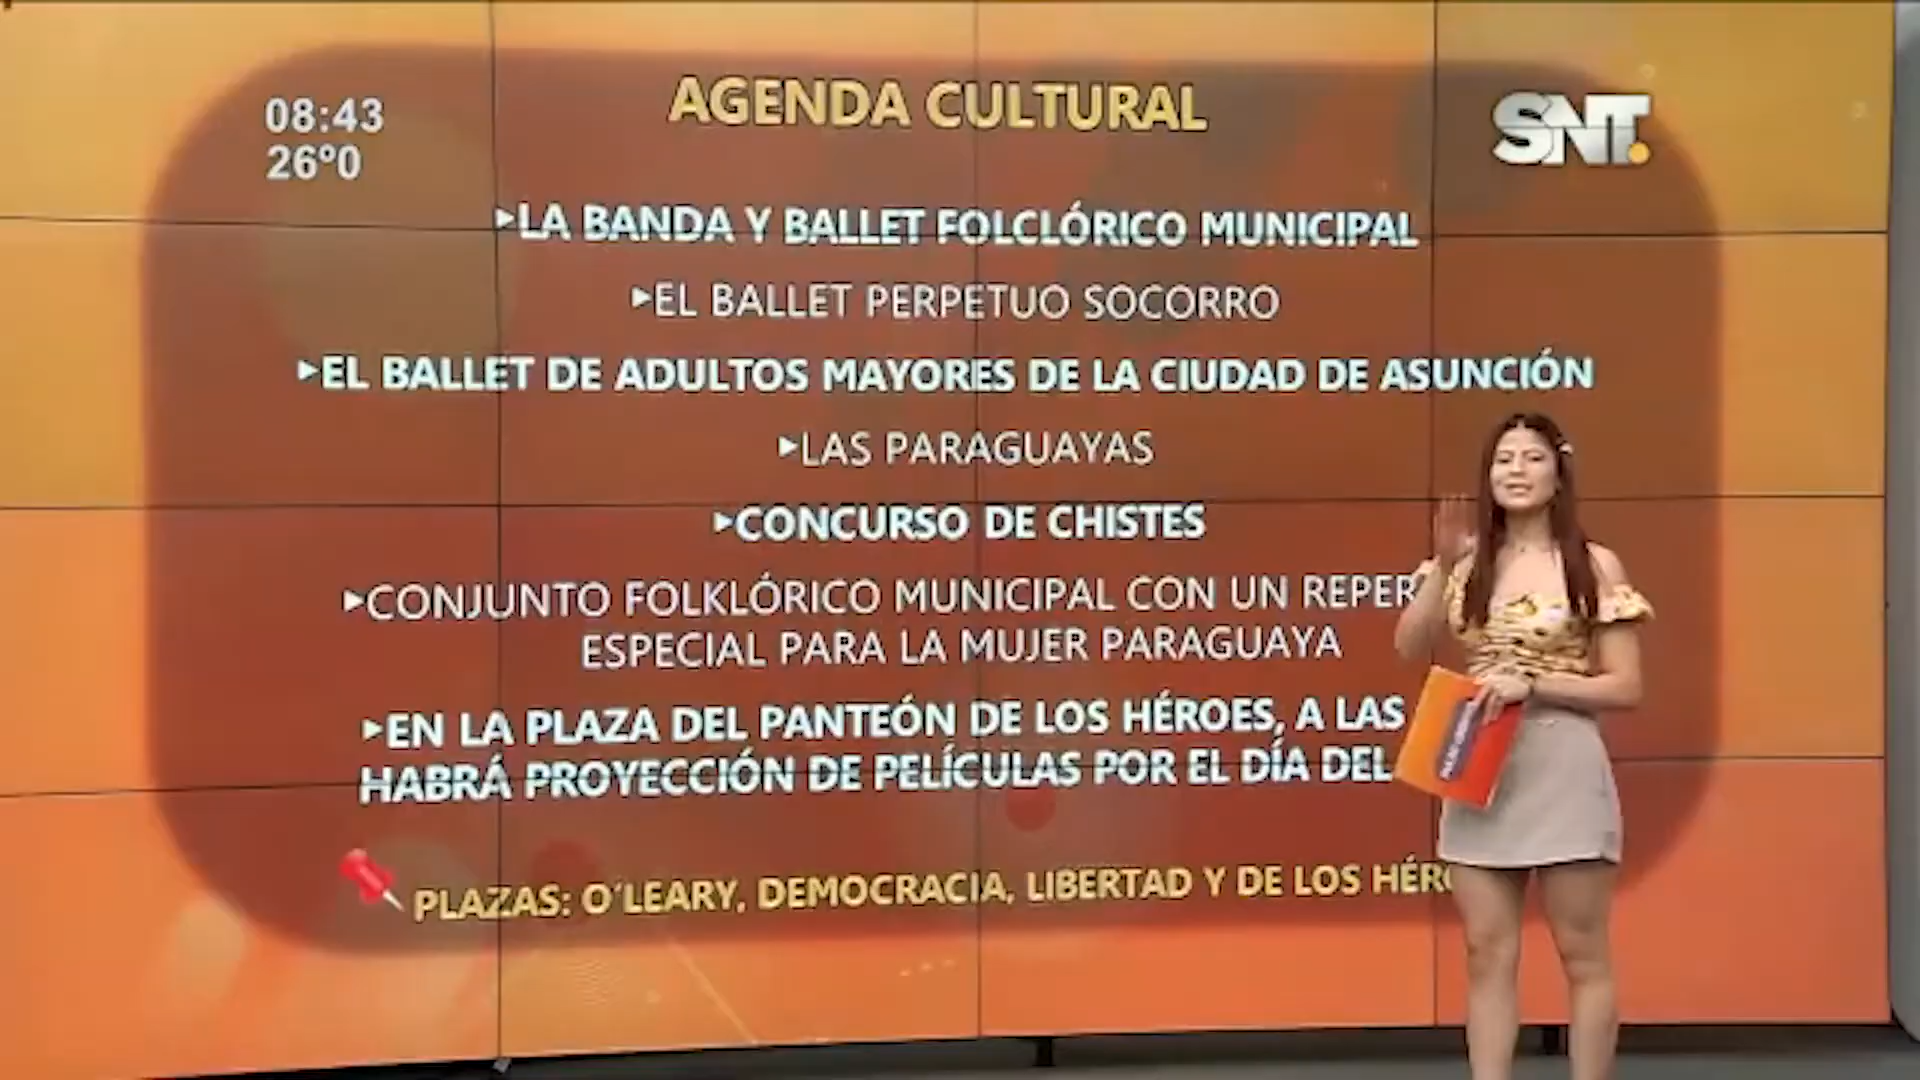 08:43
26º0
AGENDA CULTURAL
SNT.
▸LA BANDA Y BALLET FOLCLÓRICO MUNICIPAL
▸EL BALLET PERPETUO SOCORRO
▸EL BALLET DE ADULTOS MAYORES DE LA CIUDAD DE ASUNCIÓN
▸LAS PARAGUAYAS
▸CONCURSO DE CHISTES
▸CONJUNTO FOLKLÓRICO MUNICIPAL CON UN REPER
ESPECIAL PARA LA MUJER PARAGUAYA
▸EN LA PLAZA DEL PANTEÓN DE LOS HÉROES, A LAS
HABRÁ PROYECCIÓN DE PELÍCULAS POR EL DÍA DEL
PLAZAS: O´LEARY, DEMOCRACIA, LIBERTAD Y DE LOS HÉRO